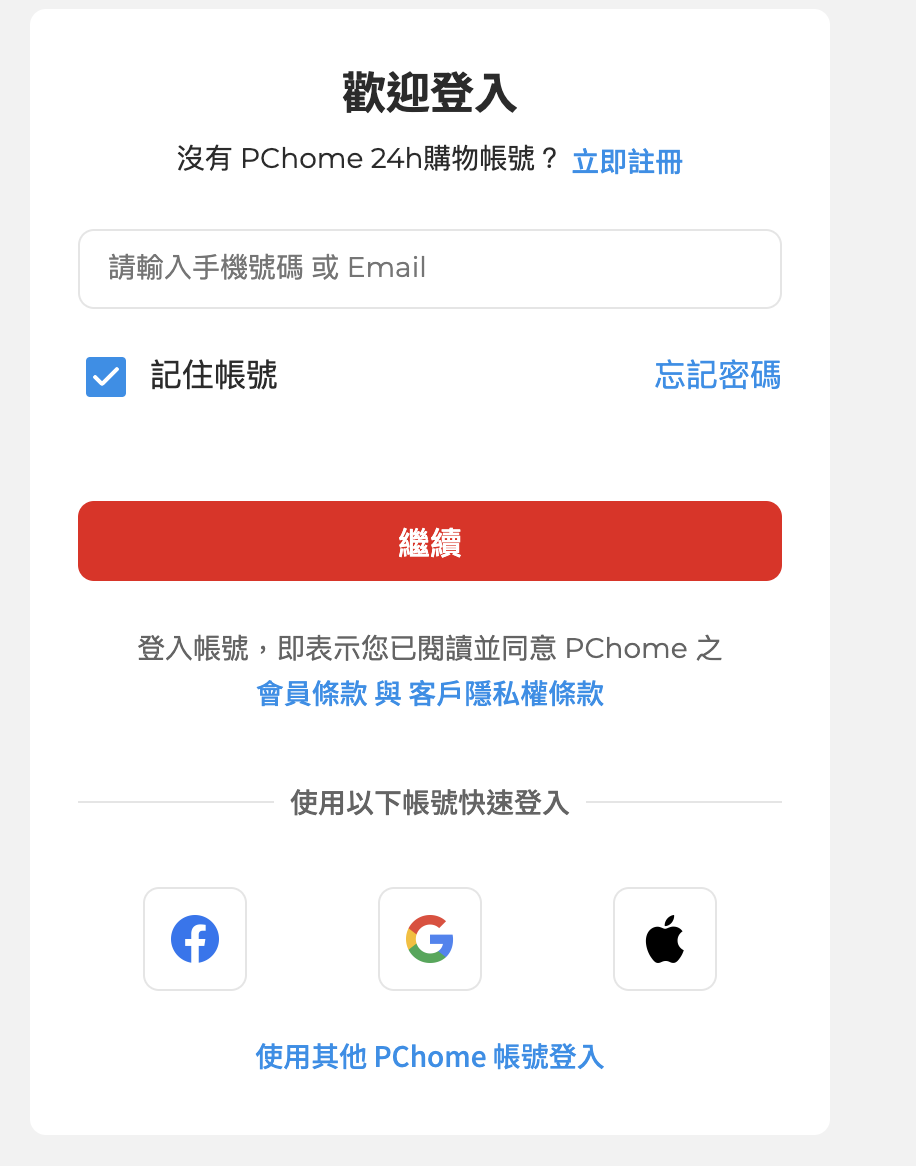 歡迎登入
沒有 PChome 24h購物帳號？ 立即註冊
請輸入手機號碼 或 Email
記住帳號 忘記密碼
繼續
登入帳號，即表示您已閱讀並同意 PChome 之
會員條款 與 客戶隱私權條款
使用以下帳號快速登入
使用其他 PChome 帳號登入